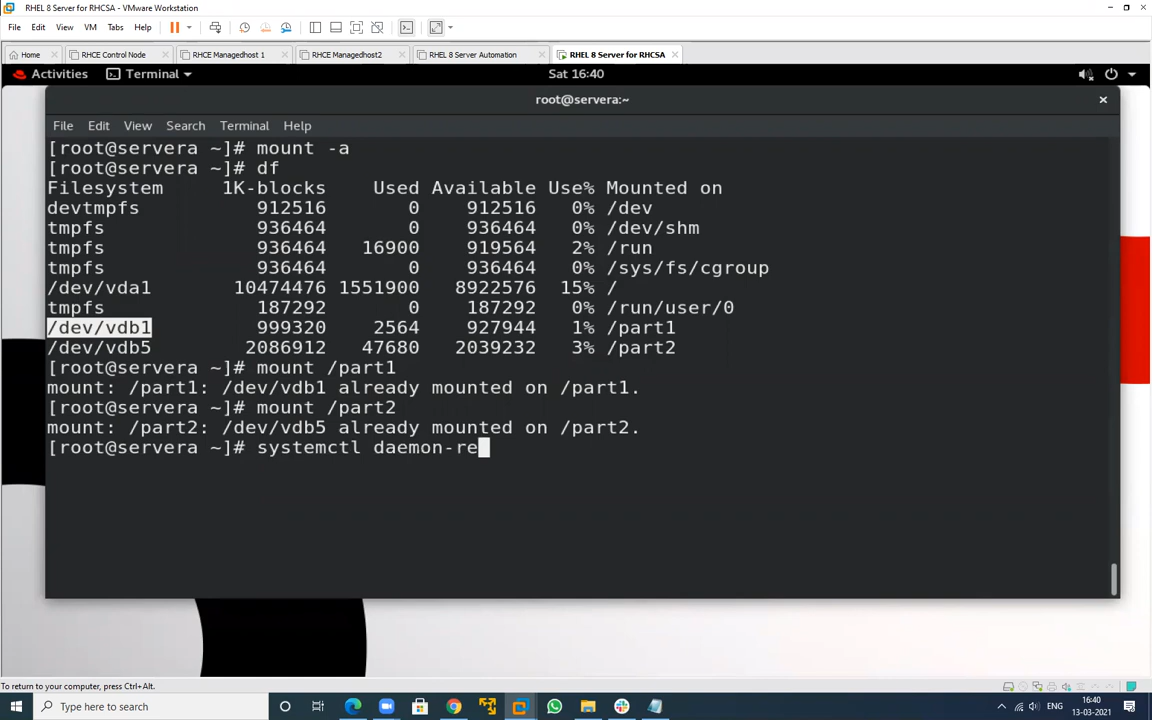 RHEL 8 Server for RHCSA - VMware Workstation
File Edit View VM Tabs Help
Home RHCE Control Node RHCE Managedhost 1 RHCE Managedhost2 RHEL 8 Server Automation RHEL 8 Server for RHCSA
Activities Terminal Sat 16:40
root@servera:~
File Edit View Search Terminal Help
[root@servera ~]# mount -a
[root@servera ~]# df
Filesystem 1K-blocks Used Available Use% Mounted on
devtmpfs 912516 0 912516 0% /dev
tmpfs 936464 0 936464 0% /dev/shm
tmpfs 936464 16900 919564 2% /run
tmpfs 936464 0 936464 0% /sys/fs/cgroup
/dev/vda1 10474476 1551900 8922576 15% /
tmpfs 187292 0 187292 0% /run/user/0
/dev/vdb1 999320 2564 927944 1% /part1
/dev/vdb5 2086912 47680 2039232 3% /part2
[root@servera ~]# mount /part1
mount: /part1: /dev/vdb1 already mounted on /part1.
[root@servera ~]# mount /part2
mount: /part2: /dev/vdb5 already mounted on /part2.
[root@servera ~]# systemctl daemon-re
To return to your computer, press Ctrl+Alt.
Type here to search ENG 16:40
13-03-2021